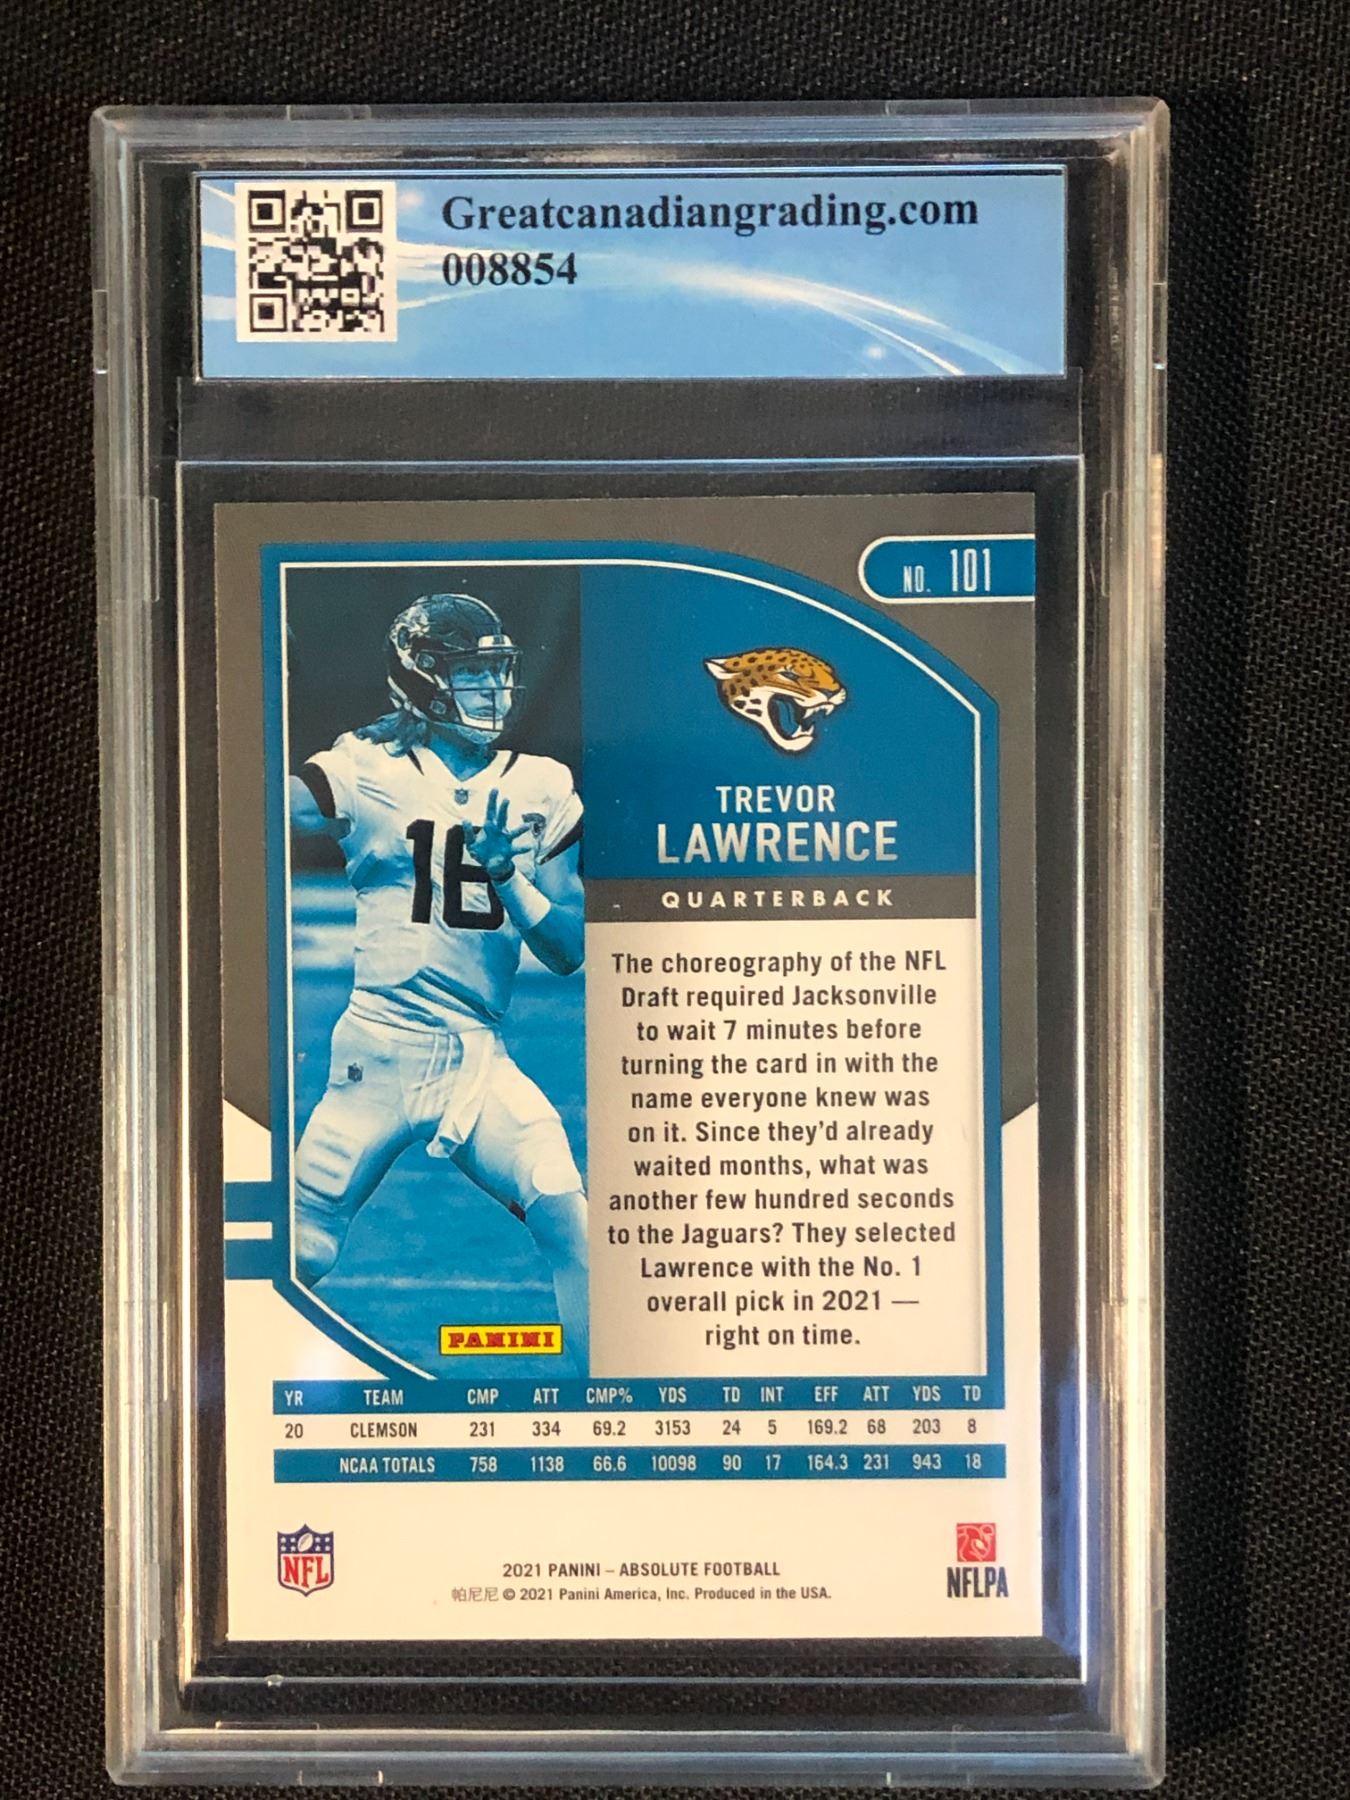 Greatcanadiangrading.com
008854
NO. 101
16
TREVOR
LAWRENCE
QUARTERBACK
The choreography of the NFL
Draft required Jacksonville
to wait 7 minutes before
turning the card in with the
name everyone knew was
on it. Since they'd already
waited months, what was
another few hundred seconds
to the Jaguars? They selected
Lawrence with the No. 1
overall pick in 2021 —
right on time.
PANINI
YR TEAM CMP ATT CMP% YDS TD INT EFF ATT YDS TD
20 CLEMSON 231 334 69.2 3153 24 5 169.2 68 203 8
NCAA TOTALS 758 1138 66.6 10098 90 17 164.3 231 943 18
NFL
2021 PANINI – ABSOLUTE FOOTBALL
帕尼尼 © 2021 Panini America, Inc. Produced in the USA.
NFLPA